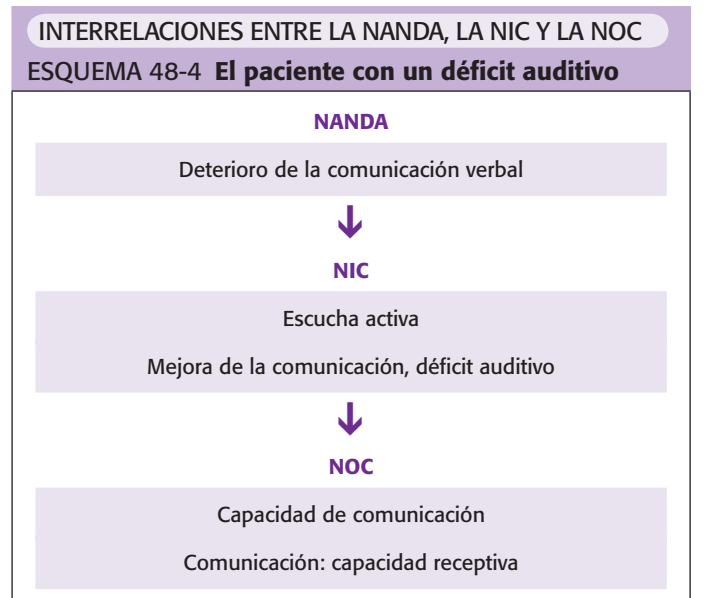 INTERRELACIONES ENTRE LA NANDA, LA NIC Y LA NOC
ESQUEMA 48-4 El paciente con un déficit auditivo
NANDA
Deterioro de la comunicación verbal
NIC
Escucha activa
Mejora de la comunicación, déficit auditivo
NOC
Capacidad de comunicación
Comunicación: capacidad receptiva